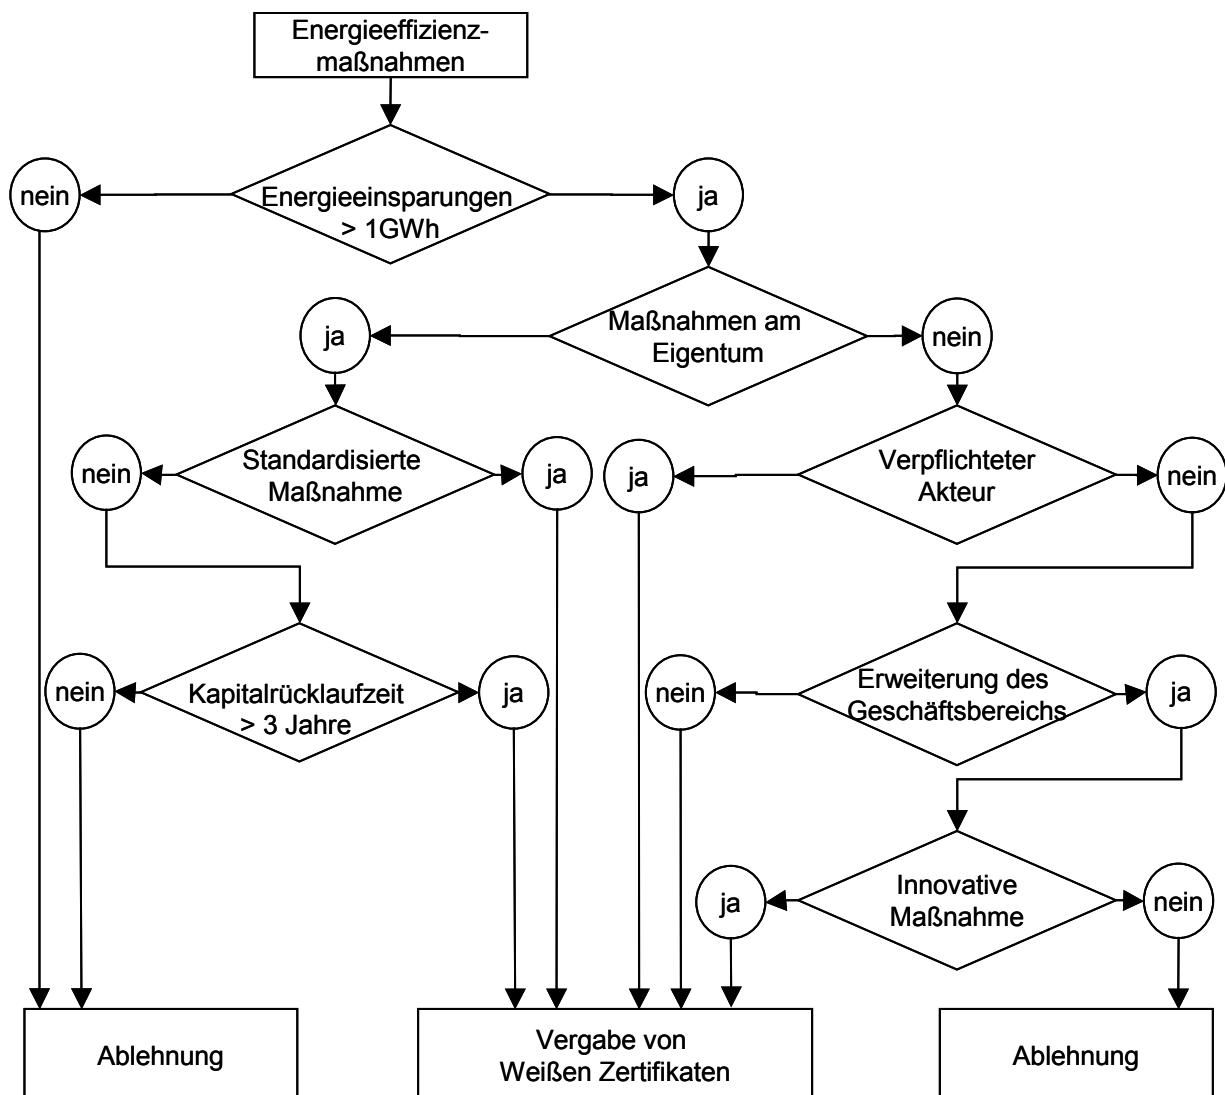 Energieeffizienz-
maßnahmen
nein
Energieeinsparungen
> 1GWh
ja
ja
Maßnahmen am
Eigentum
nein
nein
Standardisierte
Maßnahme
ja
ja
Verpflichteter
Akteur
nein
nein
Kapitalrücklaufzeit
> 3 Jahre
ja
nein
Erweiterung des
Geschäftsbereichs
ja
ja
Innovative
Maßnahme
nein
Ablehnung
Vergabe von
Weißen Zertifikaten
Ablehnung